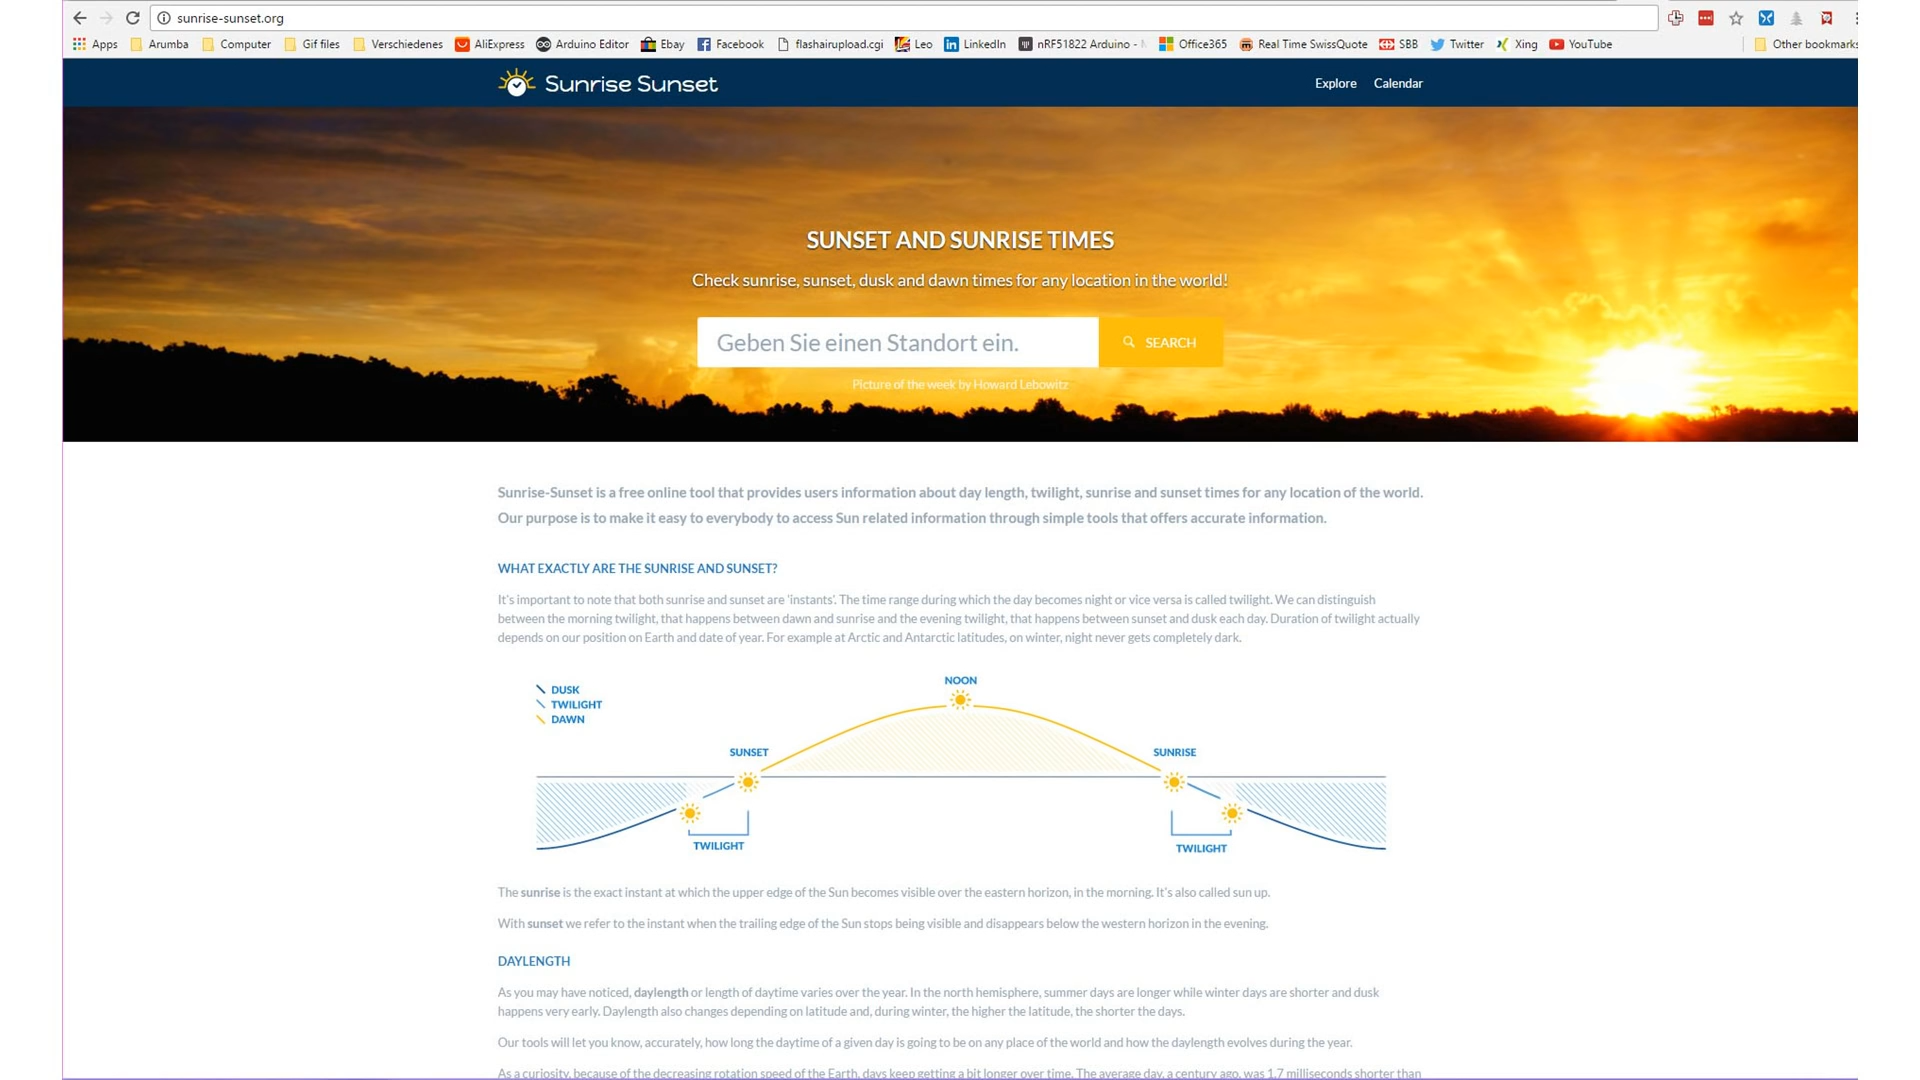 sunrise-sunset.org
Apps Arumba Computer Gif files Verschiedenes AliExpress Arduino Editor Ebay Facebook flashairupload.cgi Leo LinkedIn nRF51822 Arduino - Office365 Real Time SwissQuote SBB Twitter Xing YouTube Other bookmarks
Sunrise Sunset Explore Calendar
SUNSET AND SUNRISE TIMES
Check sunrise, sunset, dusk and dawn times for any location in the world!
Geben Sie einen Standort ein. SEARCH
Picture of the week by Howard Lebowitz
Sunrise-Sunset is a free online tool that provides users information about day length, twilight, sunrise and sunset times for any location of the world.
Our purpose is to make it easy to everybody to access Sun related information through simple tools that offers accurate information.
WHAT EXACTLY ARE THE SUNRISE AND SUNSET?
It's important to note that both sunrise and sunset are 'instants'. The time range during which the day becomes night or vice versa is called twilight. We can distinguish
between the morning twilight, that happens between dawn and sunrise and the evening twilight, that happens between sunset and dusk each day. Duration of twilight actually
depends on our position on Earth and date of year. For example at Arctic and Antarctic latitudes, on winter, night never gets completely dark.
NOON
DUSK
TWILIGHT
DAWN
SUNSET SUNRISE
TWILIGHT TWILIGHT
The sunrise is the exact instant at which the upper edge of the Sun becomes visible over the eastern horizon, in the morning. It's also called sun up.
With sunset we refer to the instant when the trailing edge of the Sun stops being visible and disappears below the western horizon in the evening.
DAYLENGTH
As you may have noticed, daylength or length of daytime varies over the year. In the north hemisphere, summer days are longer while winter days are shorter and dusk
happens very early. Daylength also changes depending on latitude and, during winter, the higher the latitude, the shorter the days.
Our tools will let you know, accurately, how long the daytime of a given day is going to be on any place of the world and how the daylength evolves during the year.
As a curiosity, because of the decreasing rotation speed of the Earth, days keep getting a bit longer over time. The average day, a century ago, was 1,7 milliseconds shorter than